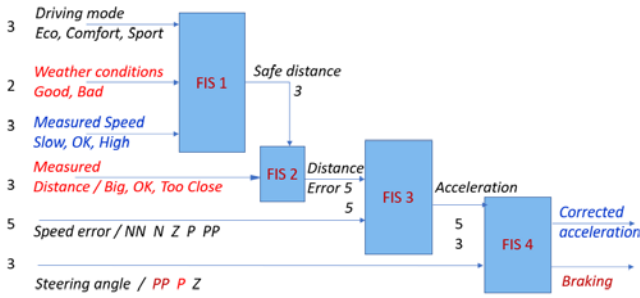 3
Driving mode
Eco, Comfort, Sport
2
Weather conditions
Good, Bad
FIS 1
Safe distance
3
3
Measured Speed
Slow, OK, High
3
Measured
Distance / Big, OK, Too Close
FIS 2
Distance
Error 5
5
FIS 3
Acceleration
5
Speed error / NN N Z P PP
5
3
FIS 4
Corrected
acceleration
3
Steering angle / PP P Z
Braking